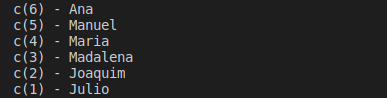 c(6) - Ana
c(5) - Manuel
c(4) - Maria
c(3) - Madalena
c(2) - Joaquim
c(1) - Julio